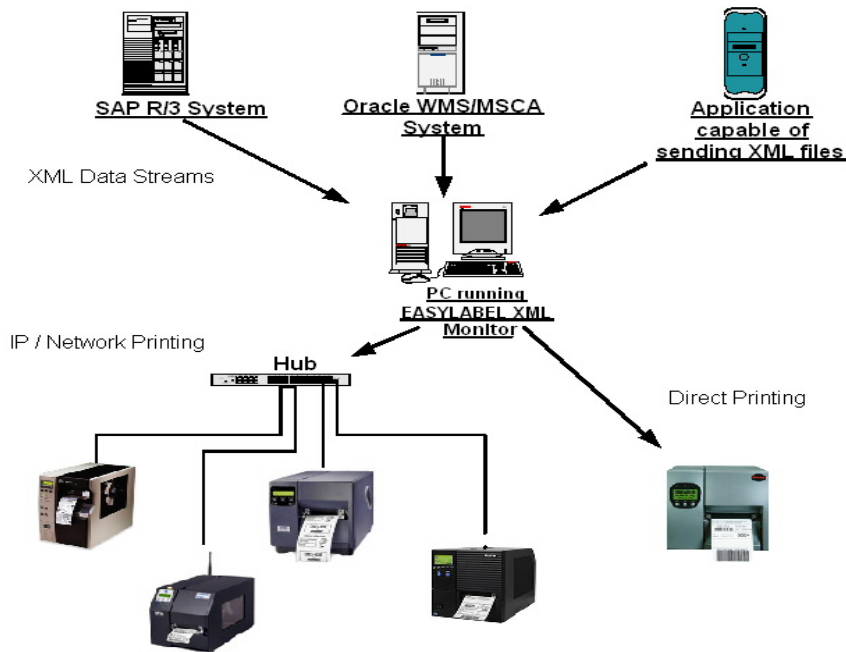 SAP R/3 System
Oracle WMS/MSCA
System
Application
capable of
sending XML files
XML Data Streams
PC running
EASYLABEL XML
Monitor
IP / Network Printing
Hub
Direct Printing